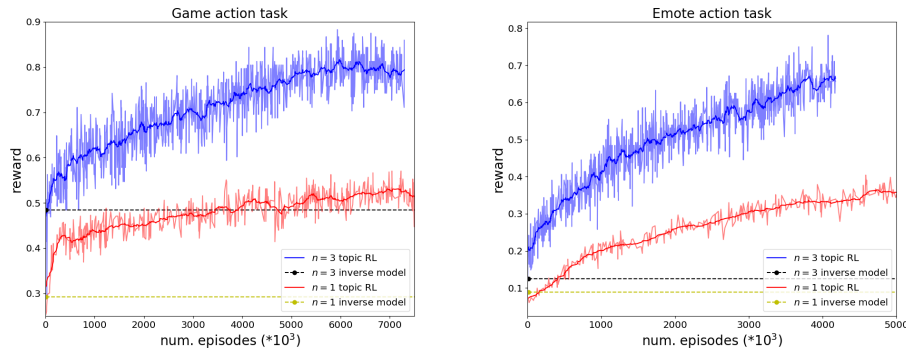 Game action task
0.9
0.8
0.7
0.6
0.5
0.4
0.3
reward
0
1000
2000
3000
4000
5000
6000
7000
num. episodes (*10³)
n = 3 topic RL
n = 3 inverse model
n = 1 topic RL
n = 1 inverse model
Emote action task
0.8
0.7
0.6
0.5
0.4
0.3
0.2
0.1
reward
0
1000
2000
3000
4000
5000
num. episodes (*10³)
n = 3 topic RL
n = 3 inverse model
n = 1 topic RL
n = 1 inverse model